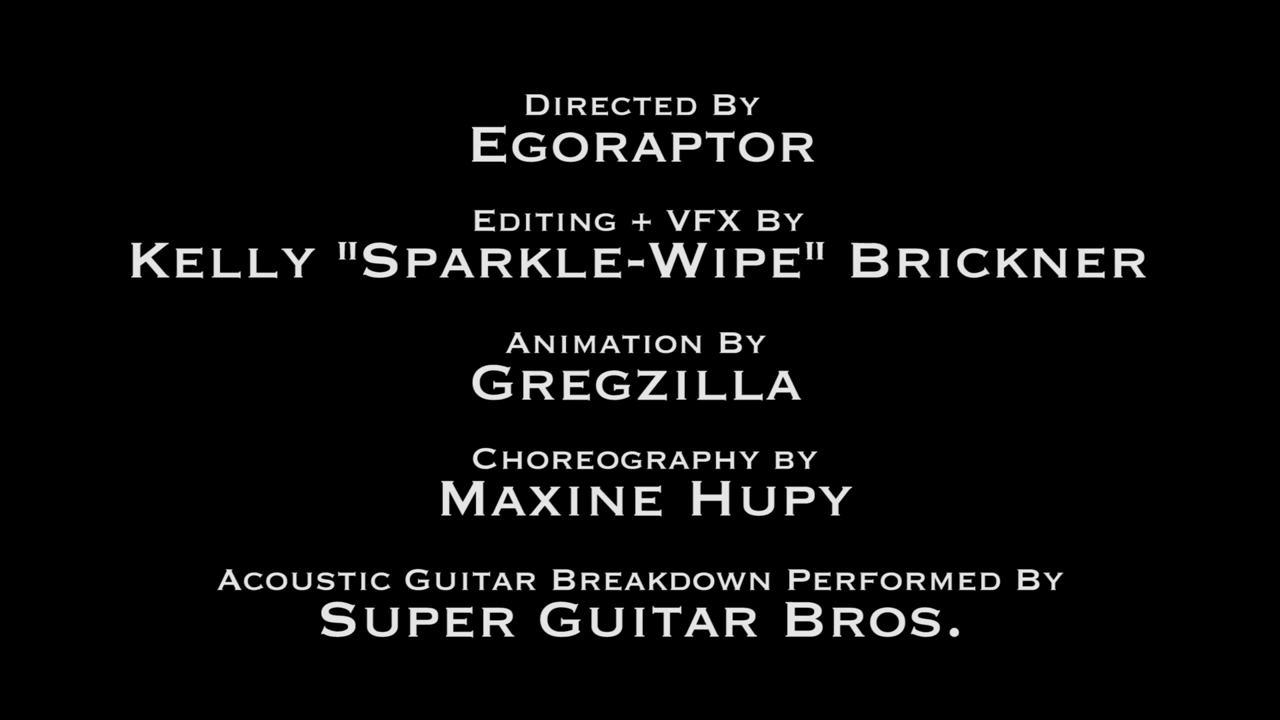 Directed By
Egoraptor
Editing + VFX By
Kelly "Sparkle-Wipe" Brickner
Animation By
Gregzilla
Choreography by
Maxine Hupy
Acoustic Guitar Breakdown Performed By
Super Guitar Bros.